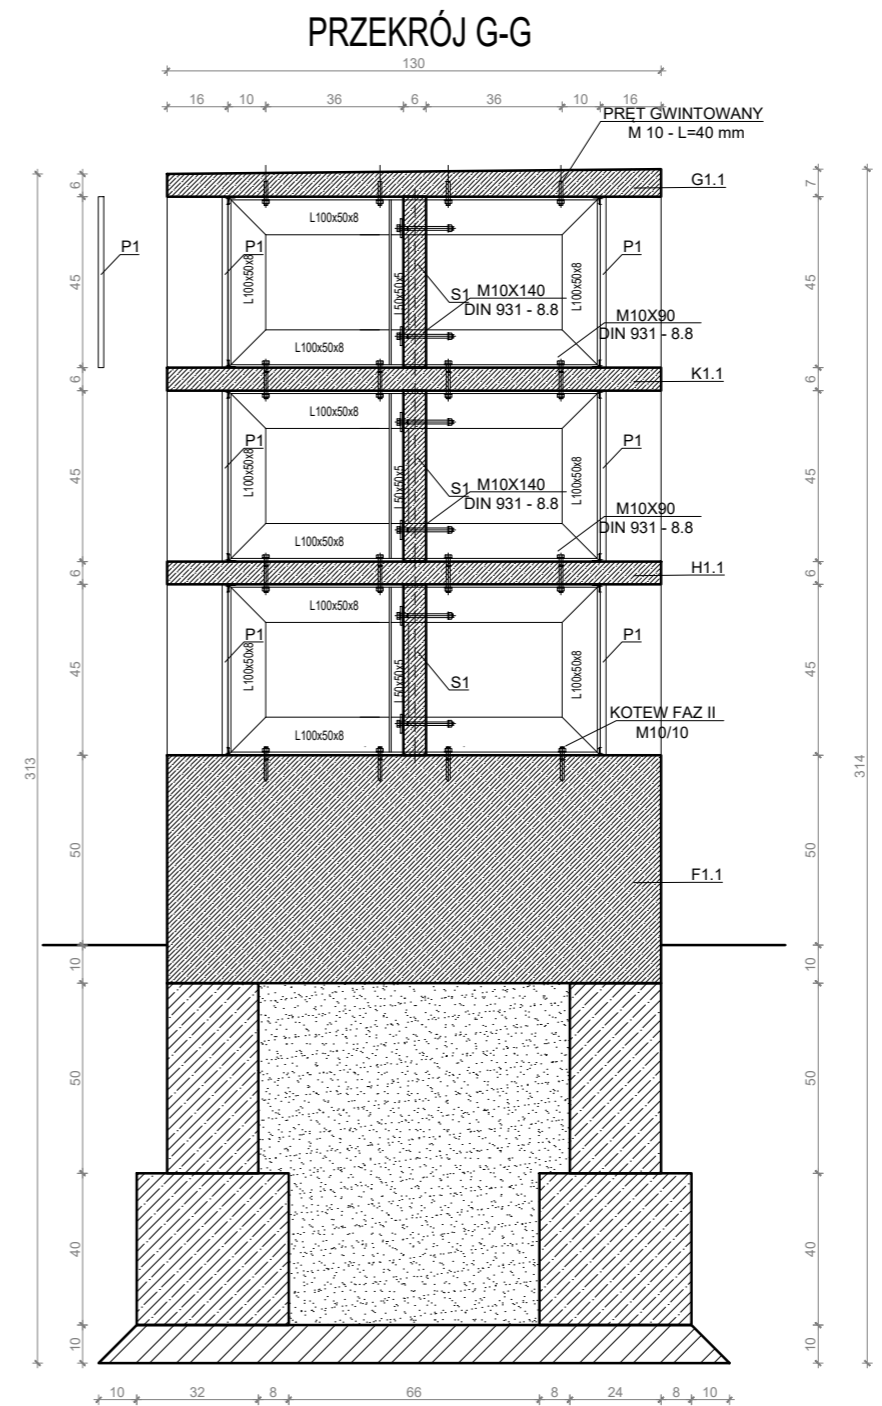 PRZEKRÓJ G-G
130
16 10 36 6 36 10 16
PRĘT GWINTOWANY
M 10 - L=40 mm
6
G1.1
7
L100x50x8
P1
P1
P1
45
L100x50x8
L50x50x5
S1
M10X140
DIN 931 - 8.8
L100x50x8
45
M10X90
DIN 931 - 8.8
L100x50x8
6
K1.1
6
L100x50x8
P1
P1
45
L100x50x8
L50x50x5
S1
M10X140
DIN 931 - 8.8
L100x50x8
45
M10X90
DIN 931 - 8.8
L100x50x8
6
H1.1
6
L100x50x8
P1
P1
45
L100x50x8
L50x50x5
S1
L100x50x8
45
KOTEW FAZ II
M10/10
L100x50x8
313
314
50
F1.1
50
10
10
50
50
40
40
10
10
10 32 8 66 8 24 8 10